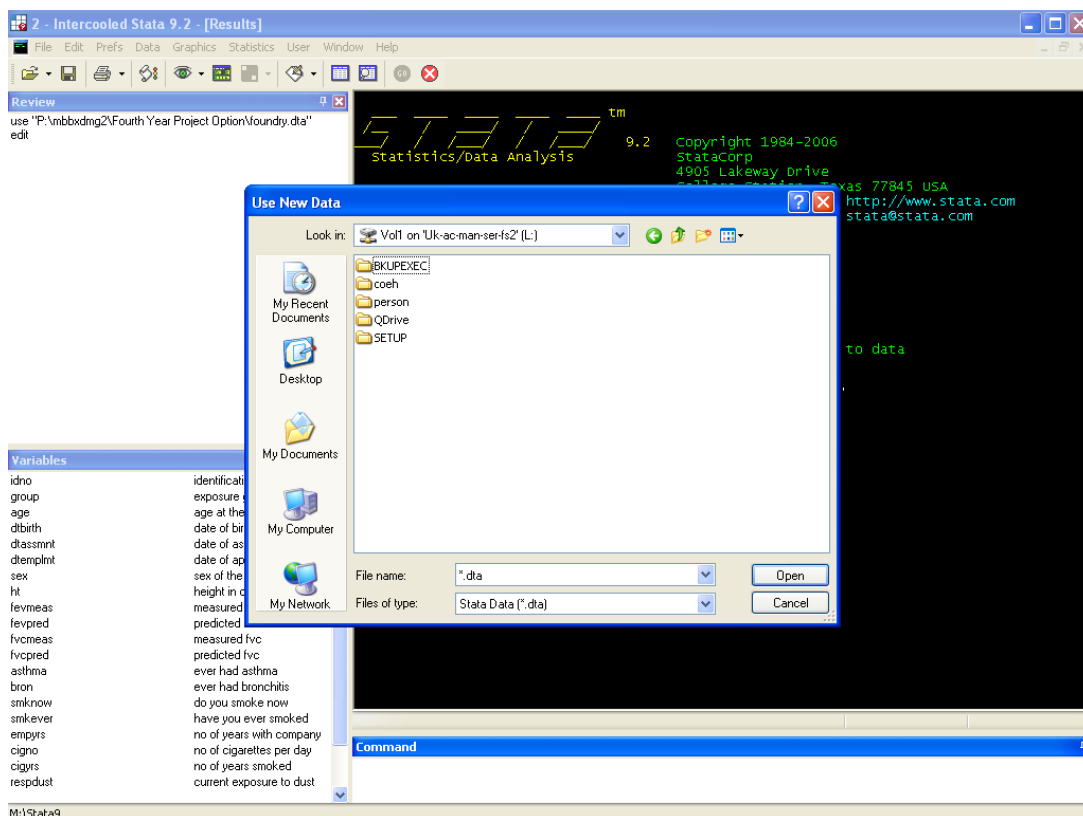 2 - Intercooled Stata 9.2 - [Results]
File Edit Prefs Data Graphics Statistics User Window Help
Review
use "P:\mbbxdmg2\Fourth Year Project Option\foundry.dta"
edit
STATA tm
9.2 Copyright 1984-2006
Statistics/Data Analysis StataCorp
4905 Lakeway Drive
College Station, Texas 77845 USA
http://www.stata.com
stata@stata.com
to data
Use New Data
Look in: Vol1 on 'Uk-ac-man-ser-fs2' (L:)
BKUPEXEC
coeh
person
QDrive
SETUP
My Recent
Documents
Desktop
My Documents
My Computer
My Network
File name: *.dta Open
Files of type: Stata Data (*.dta) Cancel
Variables
idno identificati
group exposure
age age at the
dtbirth date of bir
dtassmnt date of as
dtemplmt date of ap
sex sex of the
ht height in c
fevmeas measured
fevpred predicted
fvcmeas measured fvc
fvcpred predicted fvc
asthma ever had asthma
bron ever had bronchitis
smknow do you smoke now
smkever have you ever smoked
empyrs no of years with company
cigno no of cigarettes per day
cigyrs no of years smoked
respdust current exposure to dust
Command
M:\Stata9